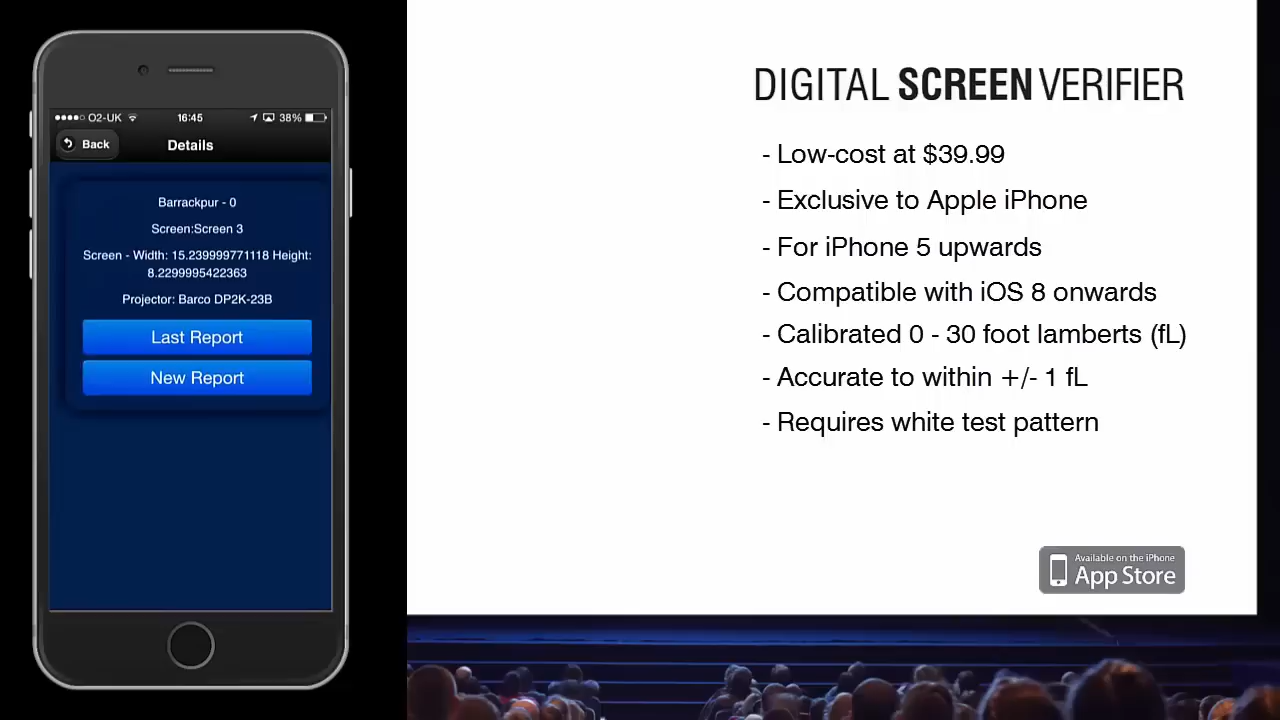 O2-UK 16:45 38%
Back Details
Barrackpur - 0
Screen:Screen 3
Screen - Width: 15.239999771118 Height:
8.2299995422363
Projector: Barco DP2K-23B
Last Report
New Report
DIGITAL SCREEN VERIFIER
- Low-cost at $39.99
- Exclusive to Apple iPhone
- For iPhone 5 upwards
- Compatible with iOS 8 onwards
- Calibrated 0 - 30 foot lamberts (fL)
- Accurate to within +/- 1 fL
- Requires white test pattern
Available on the iPhone
App Store